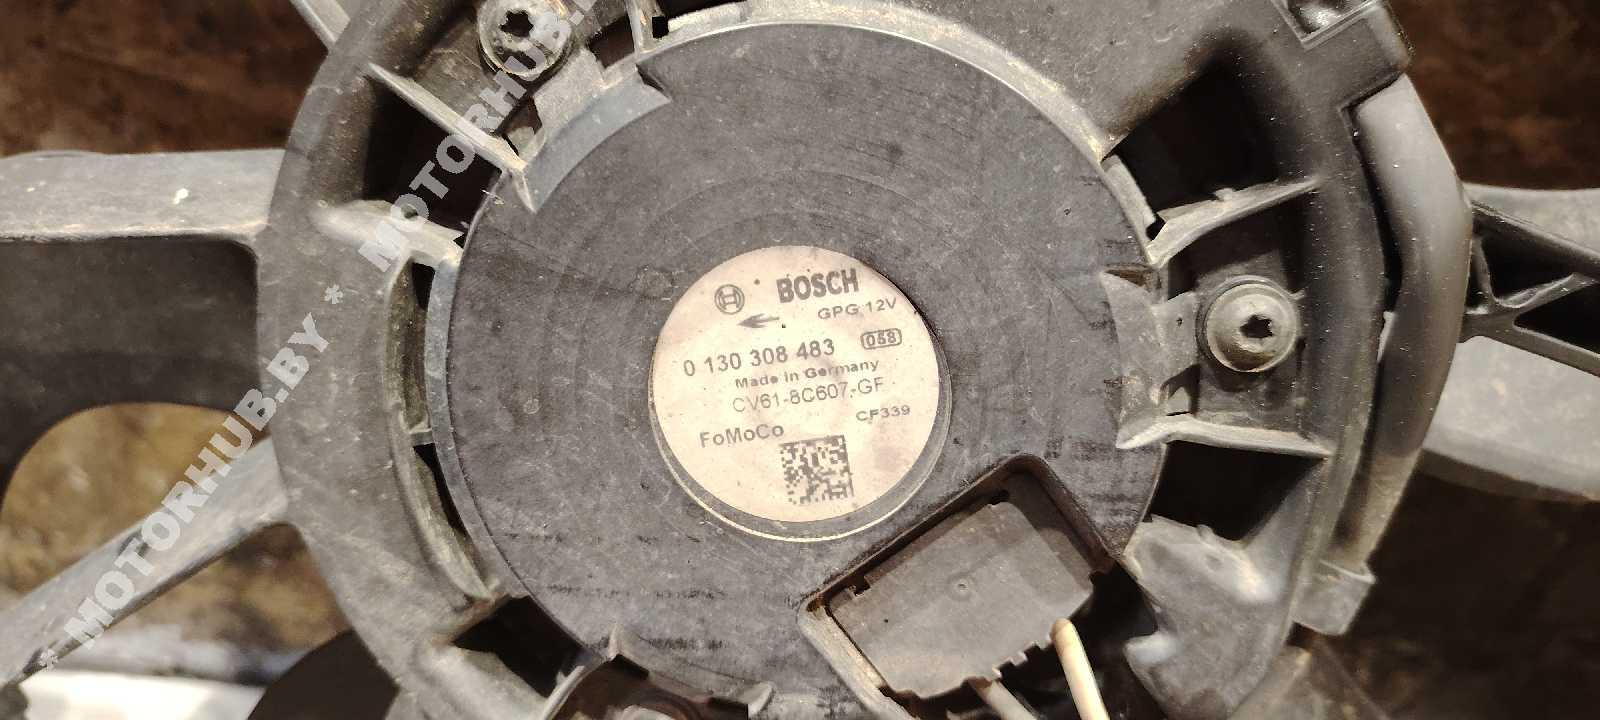 BOSCH
GPG 12V
0 130 308 483 058
Made in Germany
CV61-8C607-GF
CF339
FoMoCo
* MOTORHUB.BY * MOTORHUB.